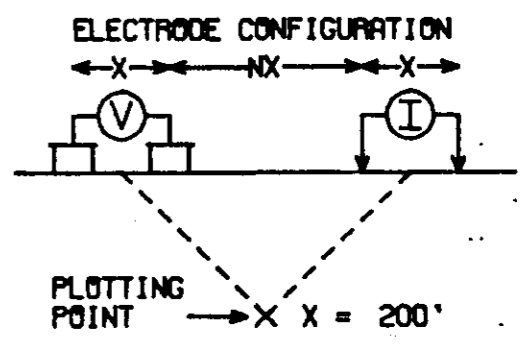 ELECTRODE CONFIGURATION
X NX X
V I
PLOTTING
POINT X X = 200'